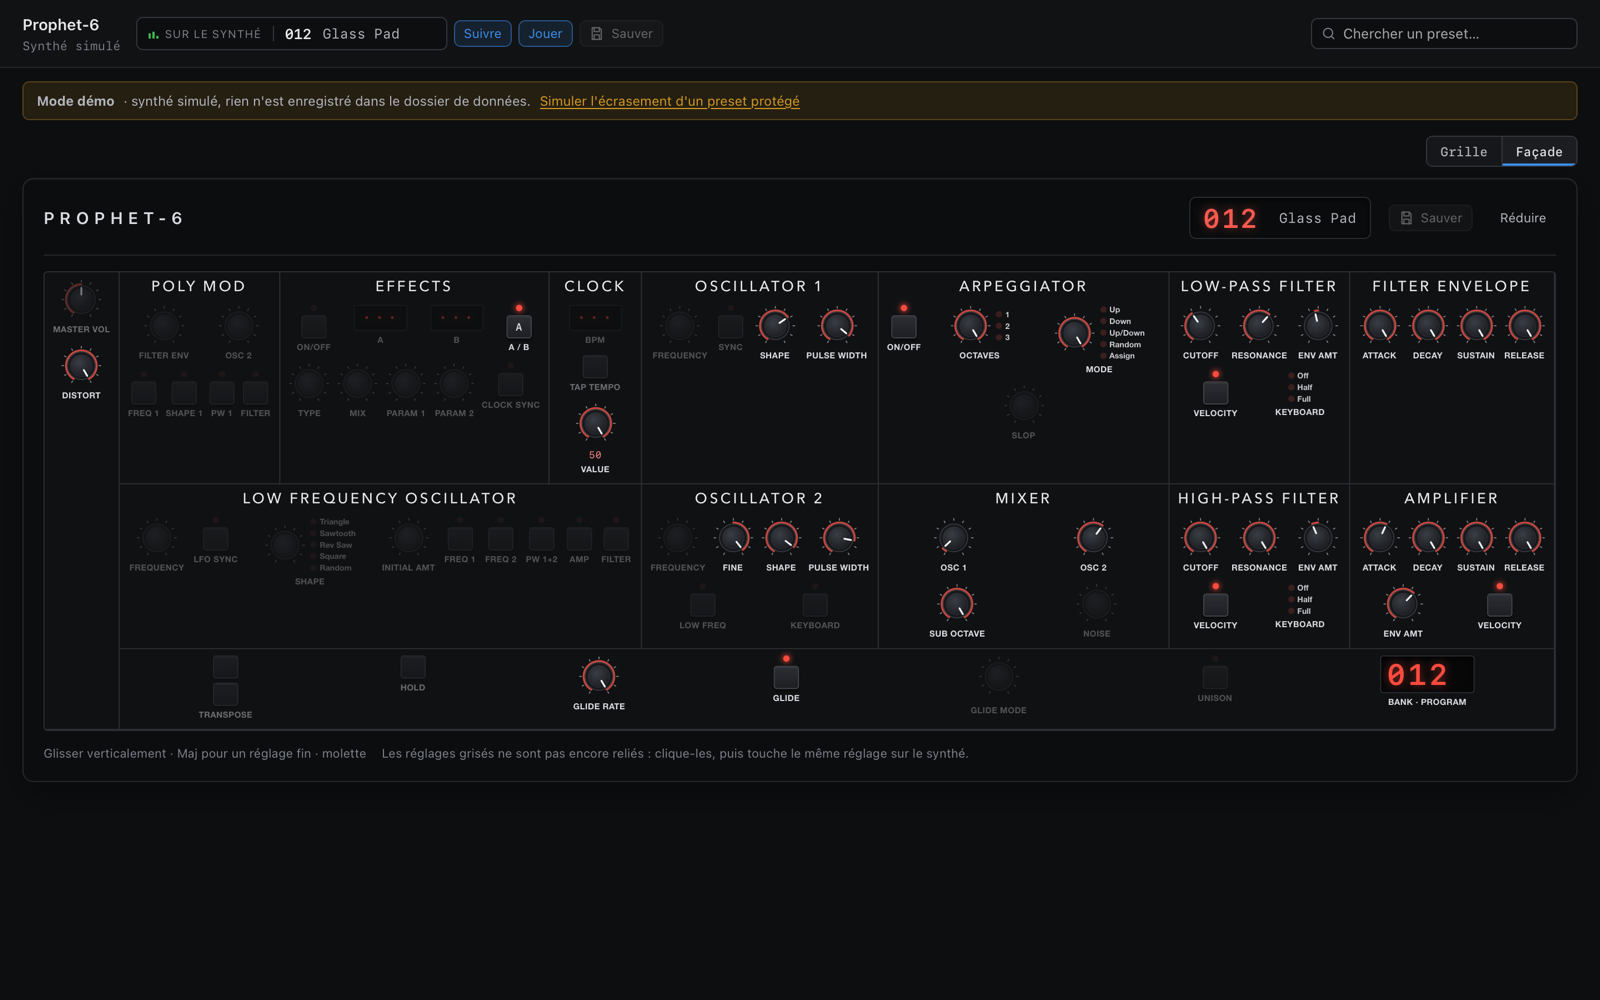 Prophet-6
Synthé simulé
SUR LE SYNTHÉ 012 Glass Pad
Suivre
Jouer
Sauver
Chercher un preset...
Mode démo · synthé simulé, rien n'est enregistré dans le dossier de données. Simuler l'écrasement d'un preset protégé
Grille
Façade
PROPHET-6
012 Glass Pad
Sauver
Réduire
MASTER VOL
DISTORT
POLY MOD
FILTER ENV
OSC 2
FREQ 1
SHAPE 1
PW 1
FILTER
EFFECTS
ON/OFF
A
B
A
A / B
TYPE
MIX
PARAM 1
PARAM 2
CLOCK SYNC
CLOCK
BPM
TAP TEMPO
50
VALUE
OSCILLATOR 1
FREQUENCY
SYNC
SHAPE
PULSE WIDTH
ARPEGGIATOR
ON/OFF
OCTAVES
1
2
3
MODE
Up
Down
Up/Down
Random
Assign
SLOP
LOW-PASS FILTER
CUTOFF
RESONANCE
ENV AMT
VELOCITY
Off
Half
Full
KEYBOARD
FILTER ENVELOPE
ATTACK
DECAY
SUSTAIN
RELEASE
LOW FREQUENCY OSCILLATOR
FREQUENCY
LFO SYNC
Triangle
Sawtooth
Rev Saw
Square
Random
SHAPE
INITIAL AMT
FREQ 1
FREQ 2
PW 1+2
AMP
FILTER
OSCILLATOR 2
FREQUENCY
FINE
SHAPE
PULSE WIDTH
LOW FREQ
KEYBOARD
MIXER
OSC 1
OSC 2
SUB OCTAVE
NOISE
HIGH-PASS FILTER
CUTOFF
RESONANCE
ENV AMT
VELOCITY
Off
Half
Full
KEYBOARD
AMPLIFIER
ATTACK
DECAY
SUSTAIN
RELEASE
ENV AMT
VELOCITY
TRANSPOSE
HOLD
GLIDE RATE
GLIDE
GLIDE MODE
UNISON
012
BANK · PROGRAM
Glisser verticalement · Maj pour un réglage fin · molette
Les réglages grisés ne sont pas encore reliés : clique-les, puis touche le même réglage sur le synthé.